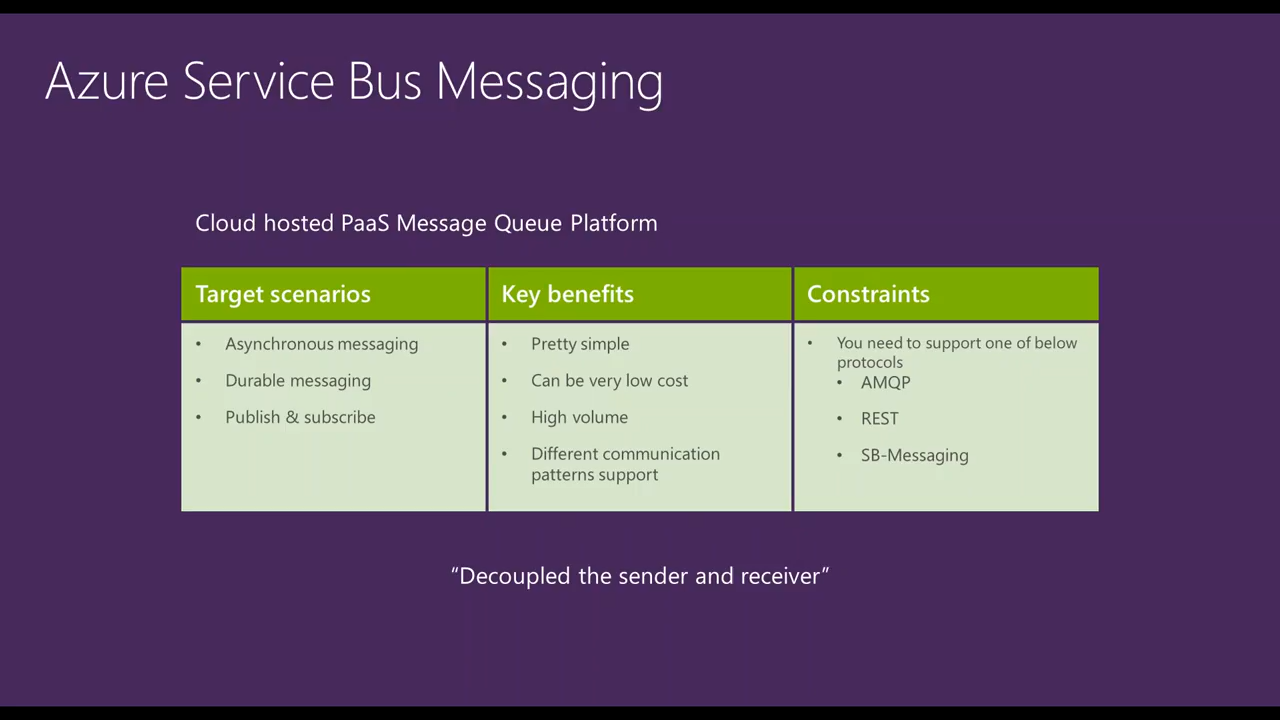 Azure Service Bus Messaging
Cloud hosted PaaS Message Queue Platform
Target scenarios
• Asynchronous messaging
• Durable messaging
• Publish & subscribe
Key benefits
• Pretty simple
• Can be very low cost
• High volume
• Different communication
patterns support
Constraints
• You need to support one of below
protocols
• AMQP
• REST
• SB-Messaging
“Decoupled the sender and receiver”